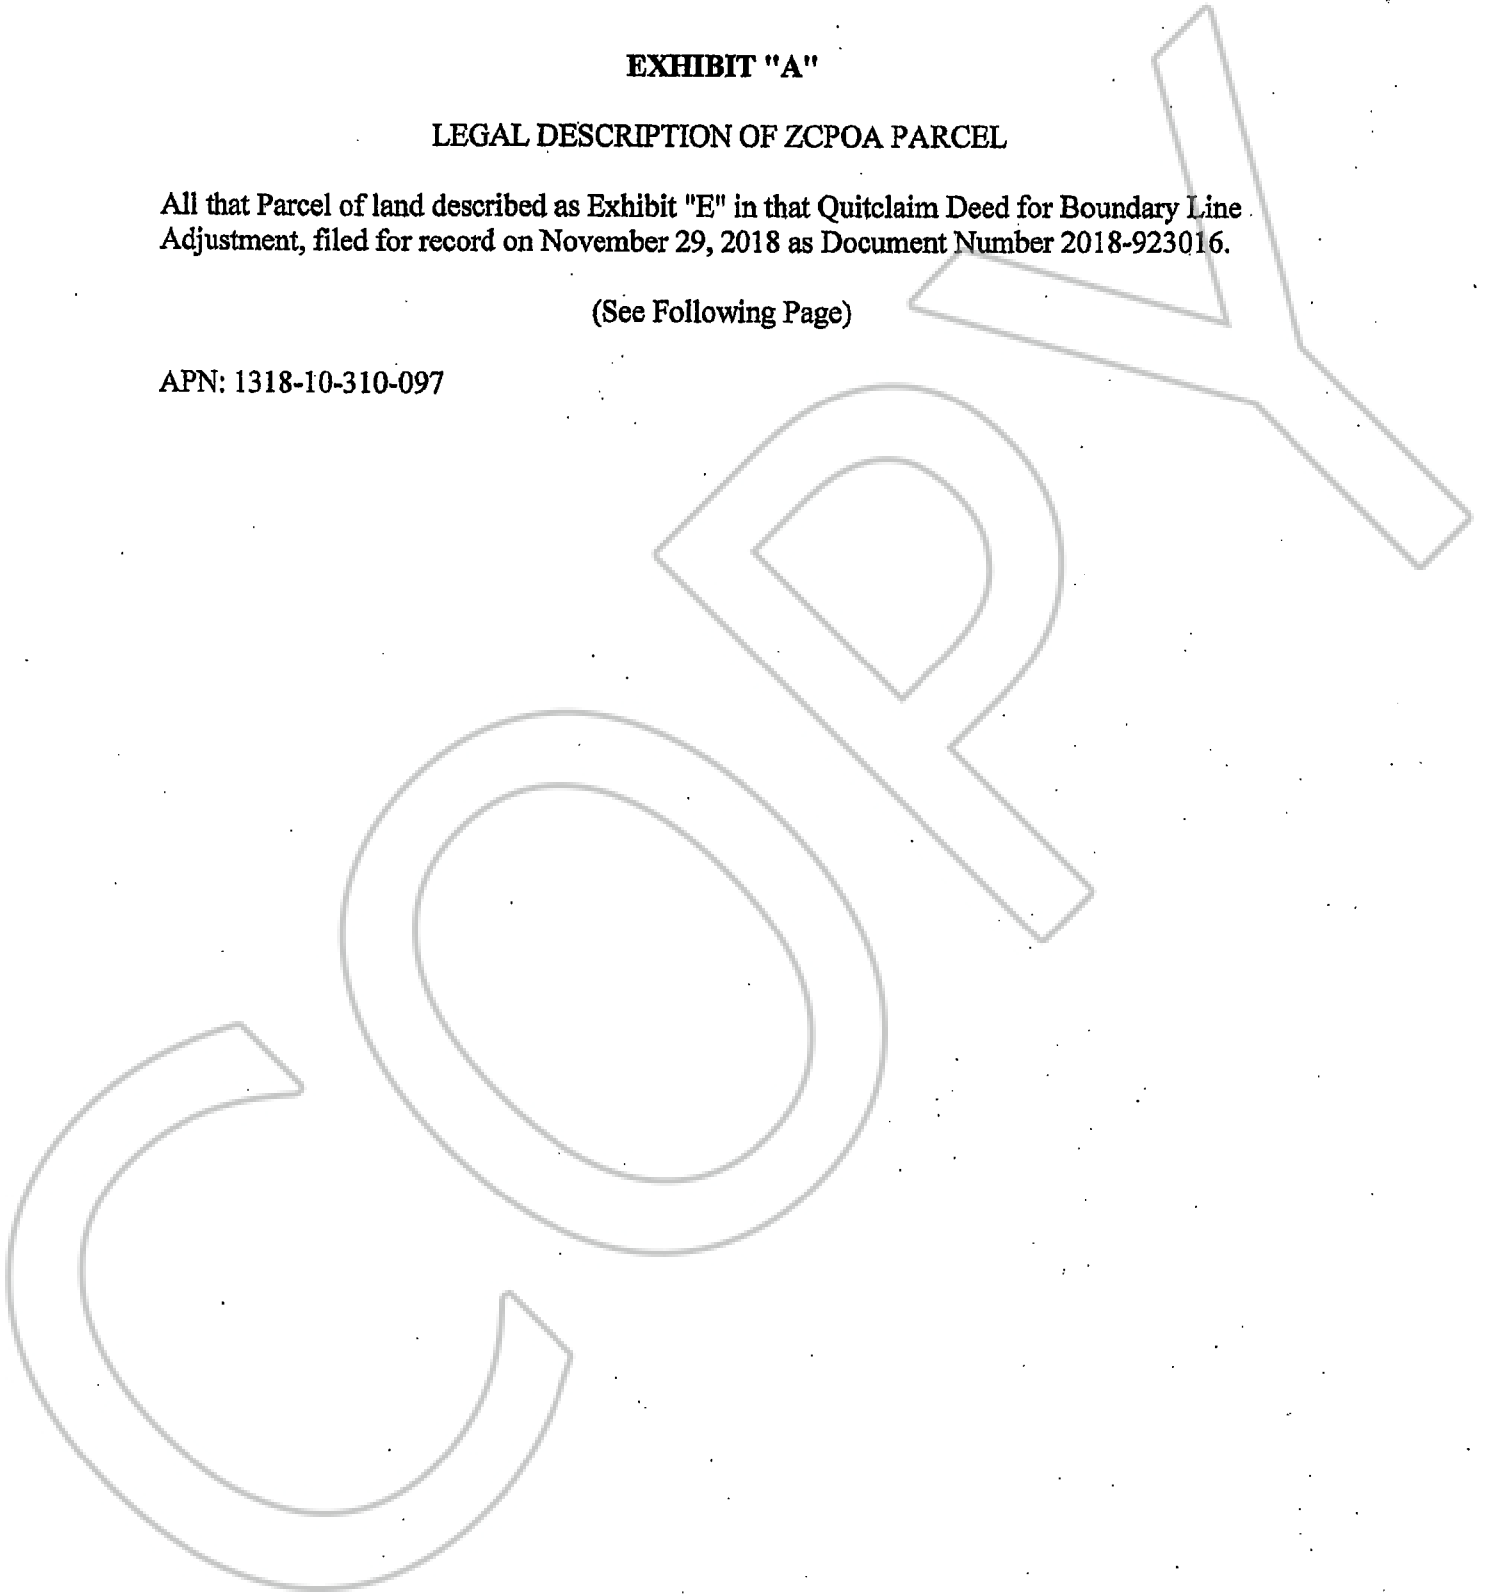 EXHIBIT "A"
LEGAL DESCRIPTION OF ZCPOA PARCEL
All that Parcel of land described as Exhibit "E" in that Quitclaim Deed for Boundary Line
Adjustment, filed for record on November 29, 2018 as Document Number 2018-923016.
(See Following Page)
APN: 1318-10-310-097
COPY